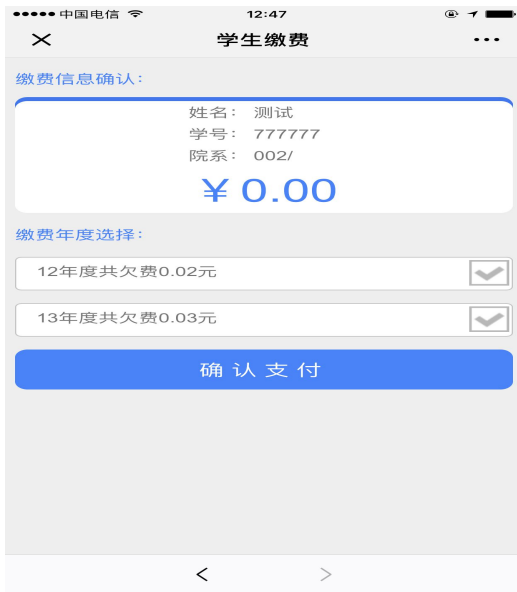 中国电信 12:47
学生缴费
缴费信息确认:
姓名: 测试
学号: 777777
院系: 002/
¥ 0.00
缴费年度选择:
12年度共欠费0.02元
13年度共欠费0.03元
确认支付